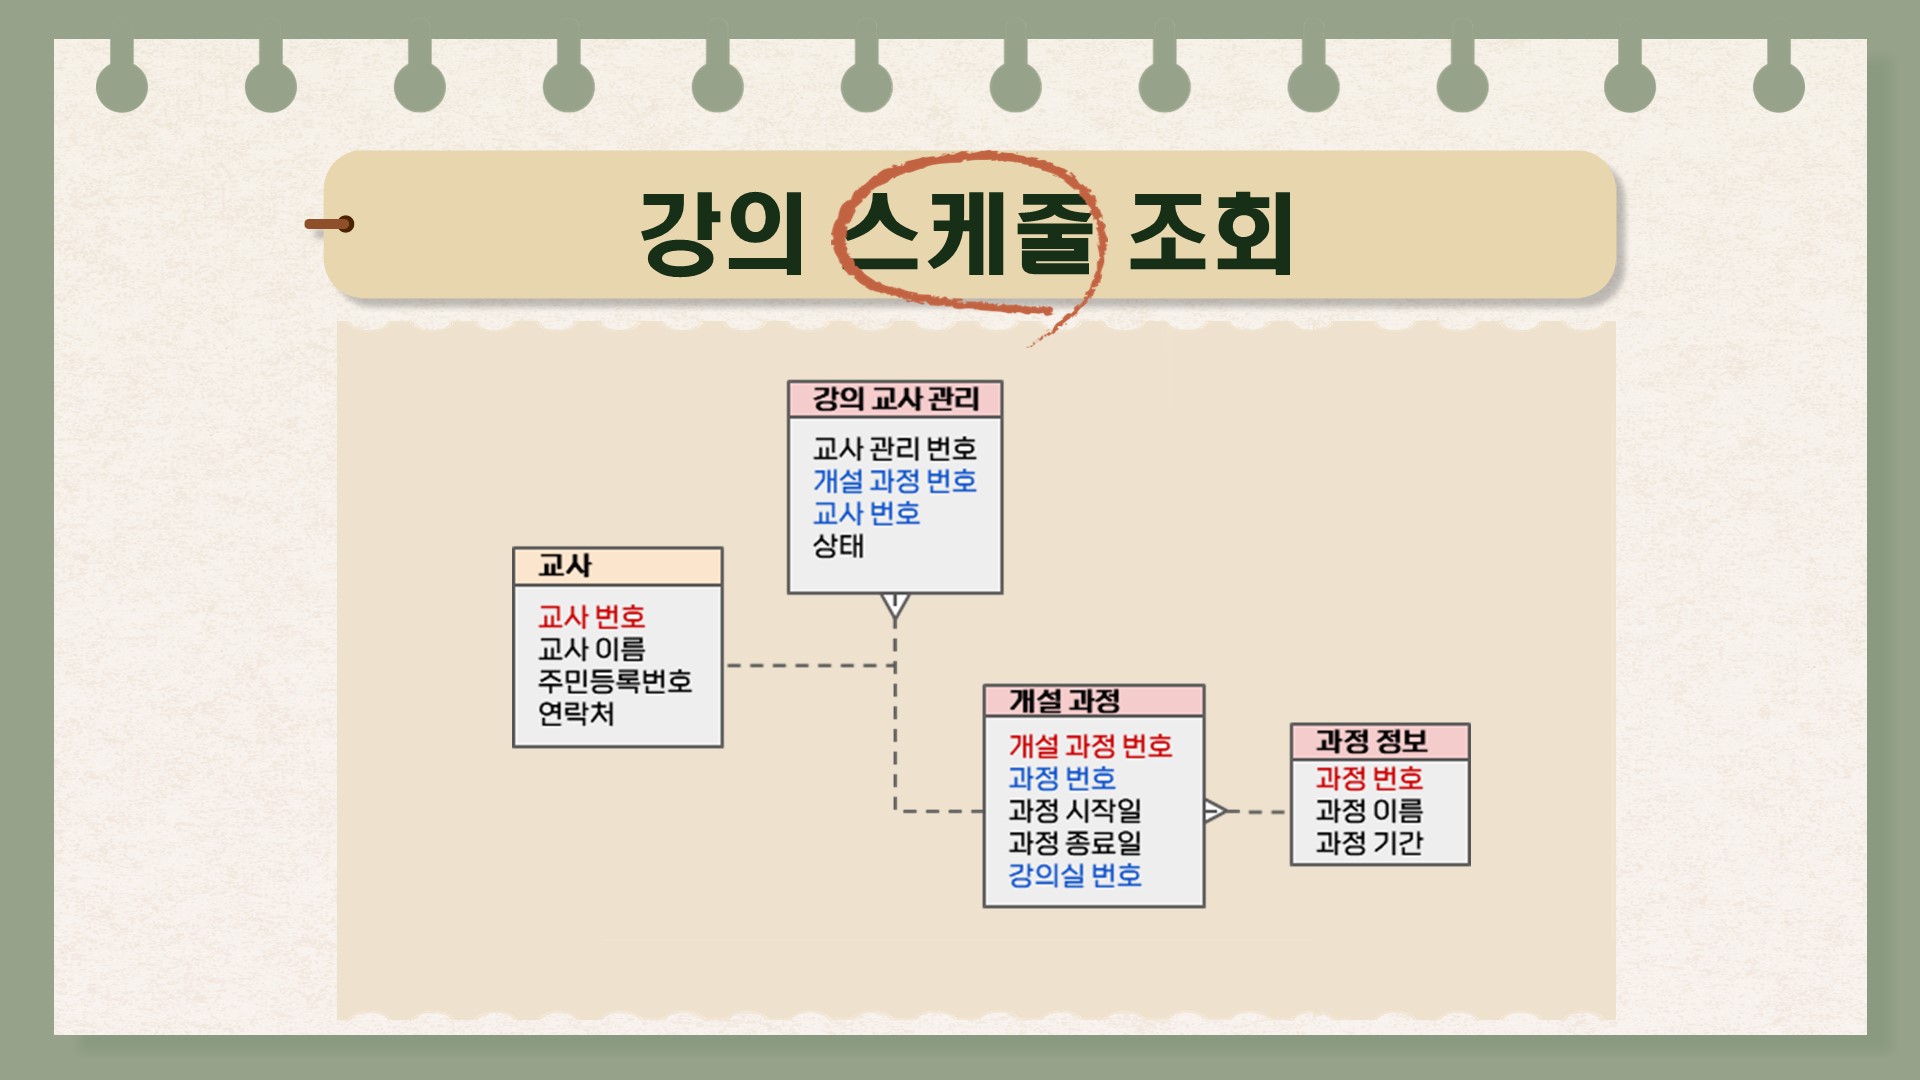 강의 스케줄 조회
강의 교사 관리
교사 관리 번호
개설 과정 번호
교사 번호
상태
교사
교사 번호
교사 이름
주민등록번호
연락처
개설 과정
개설 과정 번호
과정 번호
과정 시작일
과정 종료일
강의실 번호
과정 정보
과정 번호
과정 이름
과정 기간